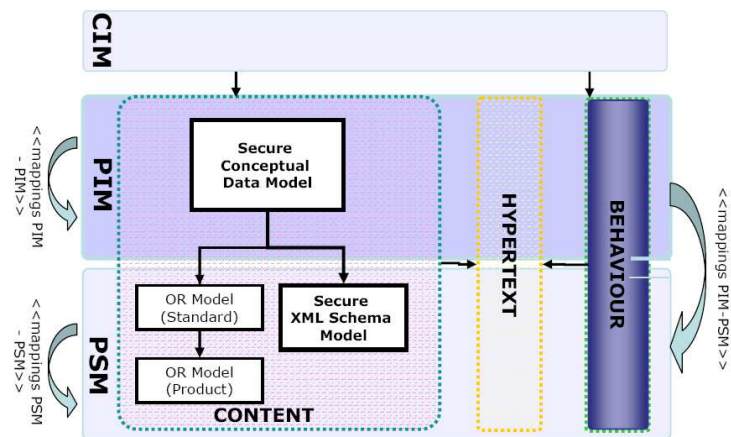 CIM
<<mappings PIM
- PIM>>
PIM
Secure
Conceptual
Data Model
HYPERTEXT
BEHAVIOUR
<<mappings PIM-PSM>>
<<mappings PSM
- PSM>>
PSM
OR Model
(Standard)
Secure
XML Schema
Model
OR Model
(Product)
CONTENT